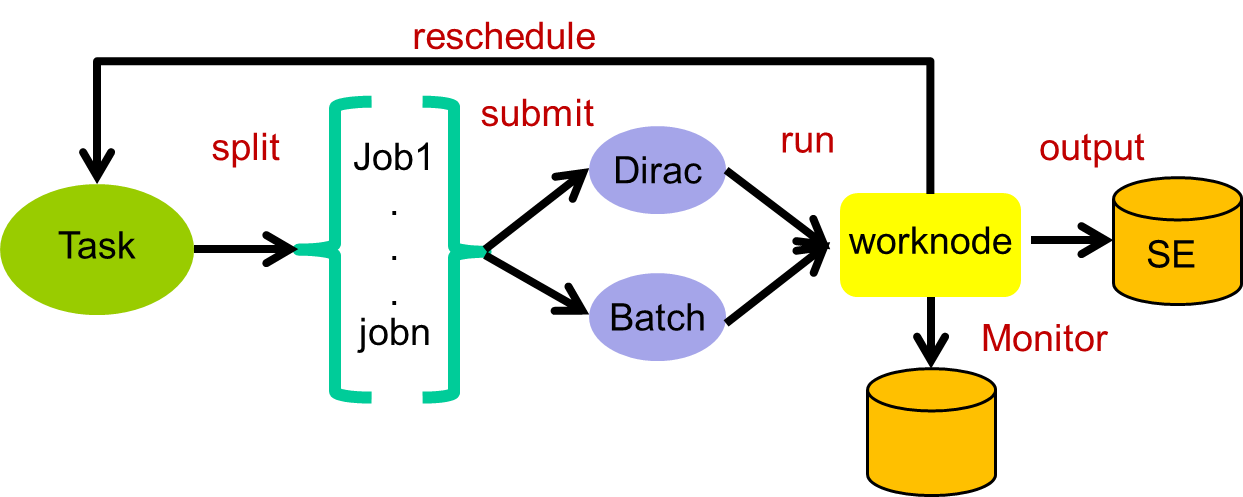 reschedule
split
submit
run
output
Task
Job1
.
.
.
jobn
Dirac
Batch
worknode
SE
Monitor